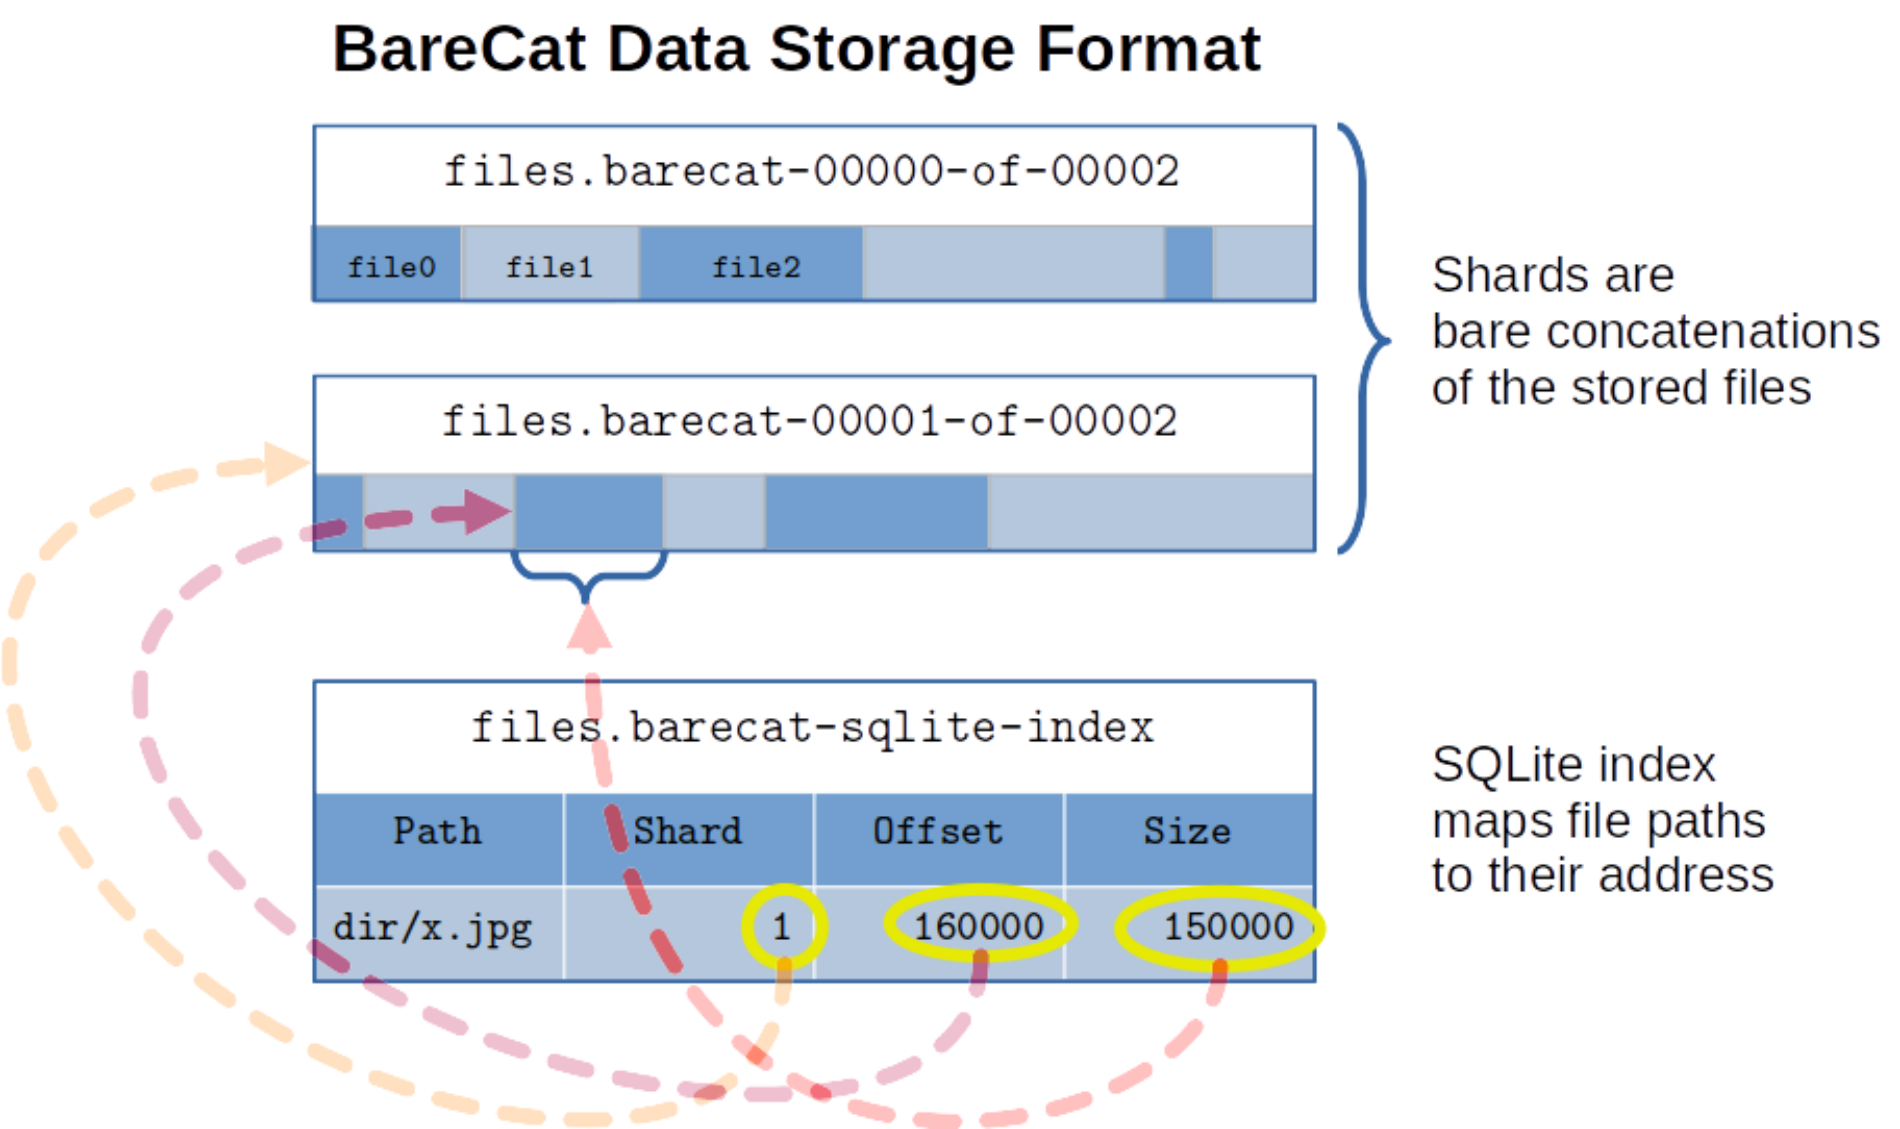 BareCat Data Storage Format
files.barecat-00000-of-00002
file0 file1 file2
Shards are
bare concatenations
of the stored files
files.barecat-00001-of-00002
files.barecat-sqlite-index
Path Shard Offset Size
dir/x.jpg 1 160000 150000
SQLite index
maps file paths
to their address